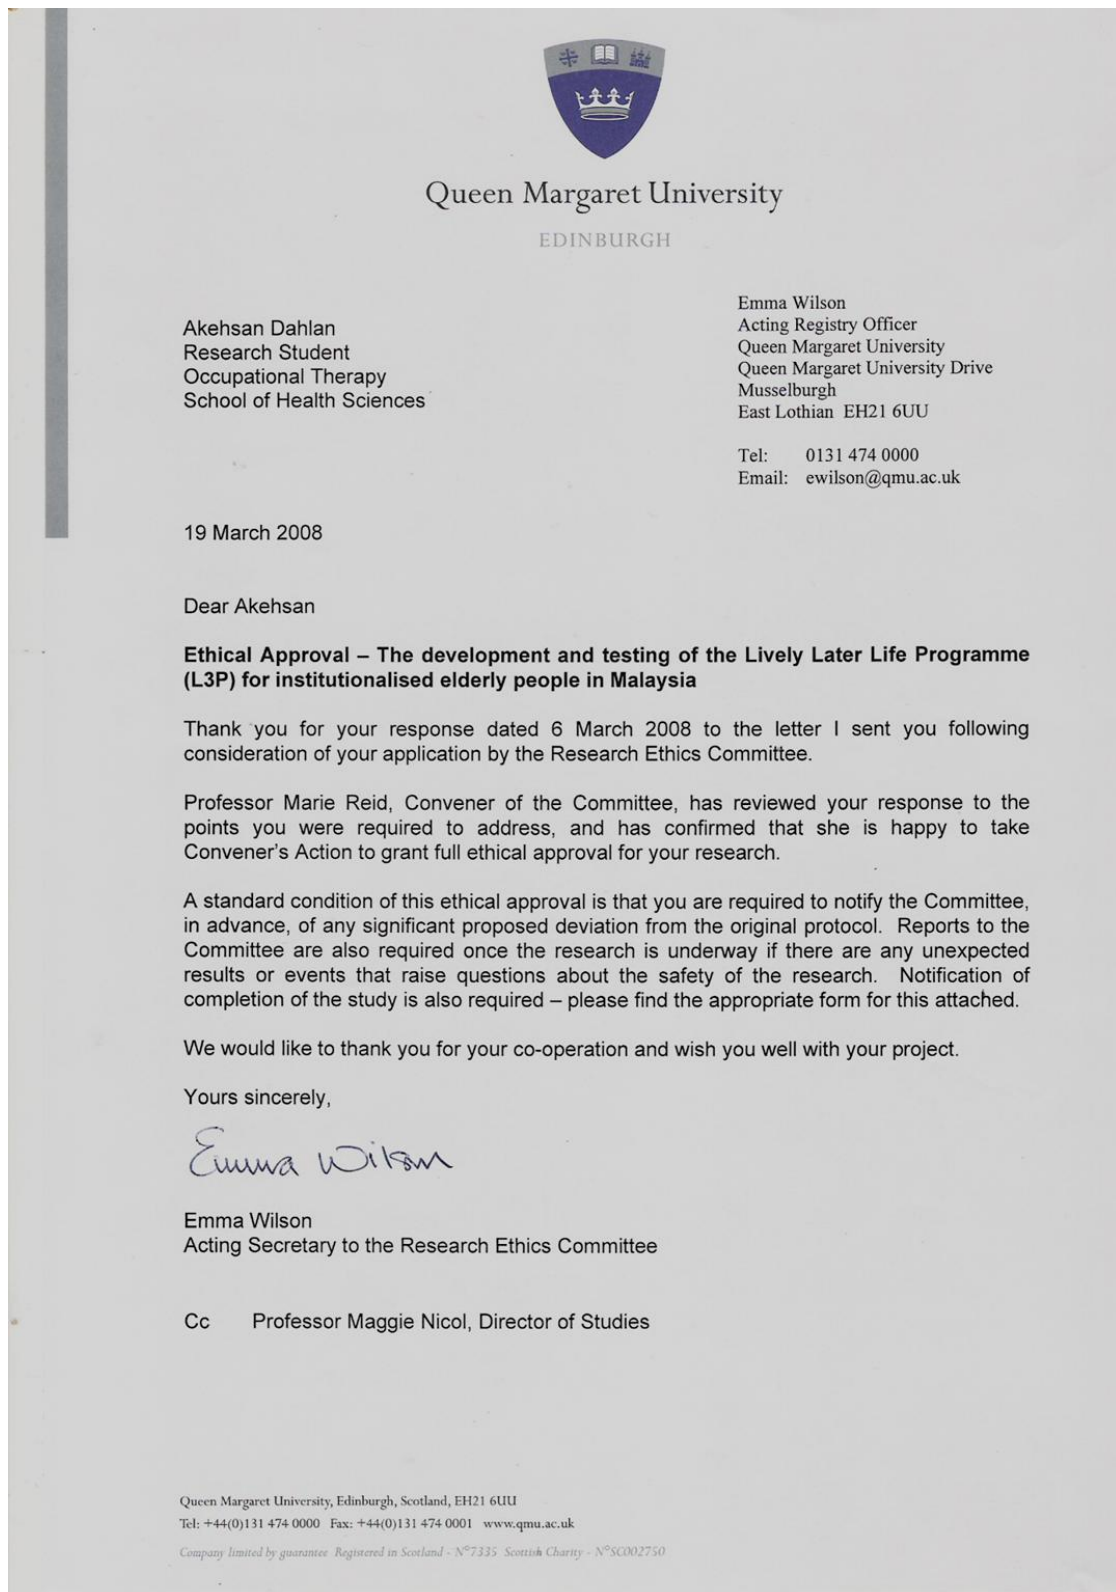 Queen Margaret University
EDINBURGH
Akehsan Dahlan
Research Student
Occupational Therapy
School of Health Sciences
Emma Wilson
Acting Registry Officer
Queen Margaret University
Queen Margaret University Drive
Musselburgh
East Lothian EH21 6UU
Tel: 0131 474 0000
Email: ewilson@qmu.ac.uk
19 March 2008
Dear Akehsan
Ethical Approval – The development and testing of the Lively Later Life Programme
(L3P) for institutionalised elderly people in Malaysia
Thank you for your response dated 6 March 2008 to the letter I sent you following
consideration of your application by the Research Ethics Committee.
Professor Marie Reid, Convener of the Committee, has reviewed your response to the
points you were required to address, and has confirmed that she is happy to take
Convener's Action to grant full ethical approval for your research.
A standard condition of this ethical approval is that you are required to notify the Committee,
in advance, of any significant proposed deviation from the original protocol. Reports to the
Committee are also required once the research is underway if there are any unexpected
results or events that raise questions about the safety of the research. Notification of
completion of the study is also required – please find the appropriate form for this attached.
We would like to thank you for your co-operation and wish you well with your project.
Yours sincerely,
Emma Wilson
Emma Wilson
Acting Secretary to the Research Ethics Committee
Cc Professor Maggie Nicol, Director of Studies
Queen Margaret University, Edinburgh, Scotland, EH21 6UU
Tel: +44(0)131 474 0000 Fax: +44(0)131 474 0001 www.qmu.ac.uk
Company limited by guarantee Registered in Scotland - N°7335 Scottish Charity - N°SC002750